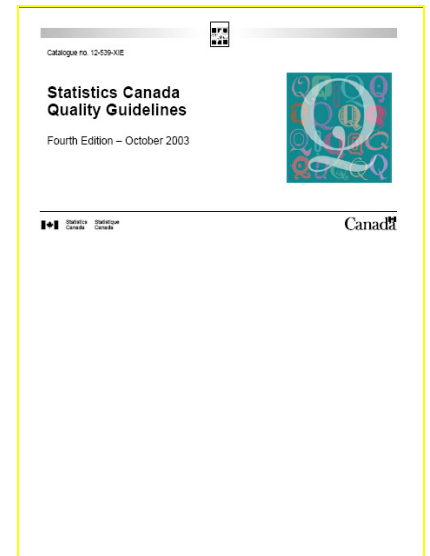 Catalogue no. 12-539-XIE
Statistics Canada
Quality Guidelines
Fourth Edition – October 2003
Q
Statistics Statistique
Canada Canada
Canada